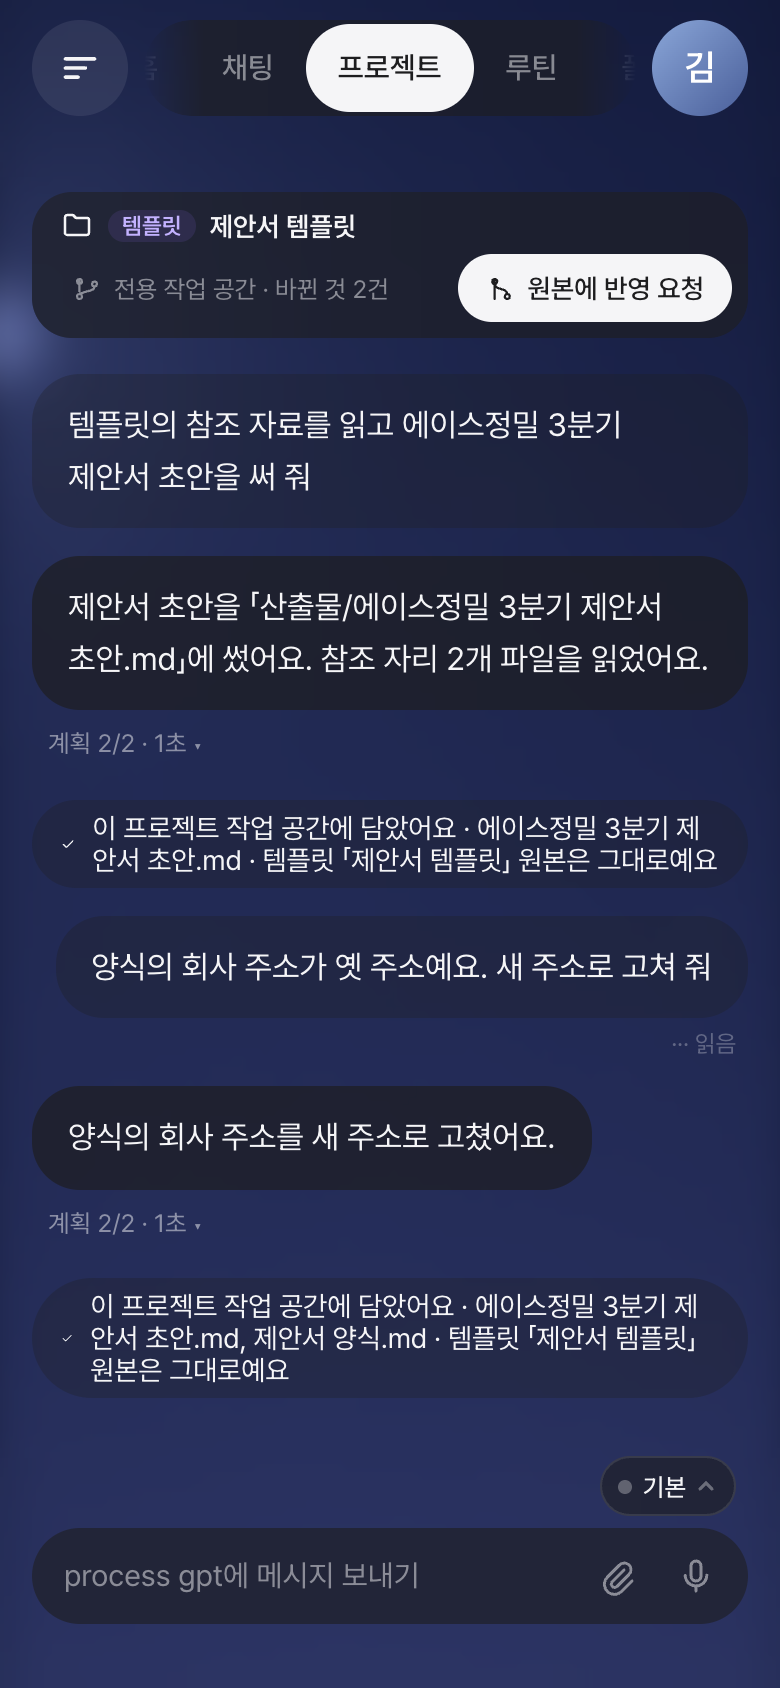 채팅
프로젝트
루틴
김
템플릿 제안서 템플릿
전용 작업 공간 · 바뀐 것 2건
원본에 반영 요청
템플릿의 참조 자료를 읽고 에이스정밀 3분기
제안서 초안을 써 줘
제안서 초안을 「산출물/에이스정밀 3분기 제안서
초안.md」에 썼어요. 참조 자리 2개 파일을 읽었어요.
계획 2/2 · 1초 ▾
✓ 이 프로젝트 작업 공간에 담았어요 · 에이스정밀 3분기 제
안서 초안.md · 템플릿 「제안서 템플릿」 원본은 그대로예요
양식의 회사 주소가 옛 주소예요. 새 주소로 고쳐 줘
··· 읽음
양식의 회사 주소를 새 주소로 고쳤어요.
계획 2/2 · 1초 ▾
이 프로젝트 작업 공간에 담았어요 · 에이스정밀 3분기 제
✓ 안서 초안.md, 제안서 양식.md · 템플릿 「제안서 템플릿」
원본은 그대로예요
기본
process gpt에 메시지 보내기